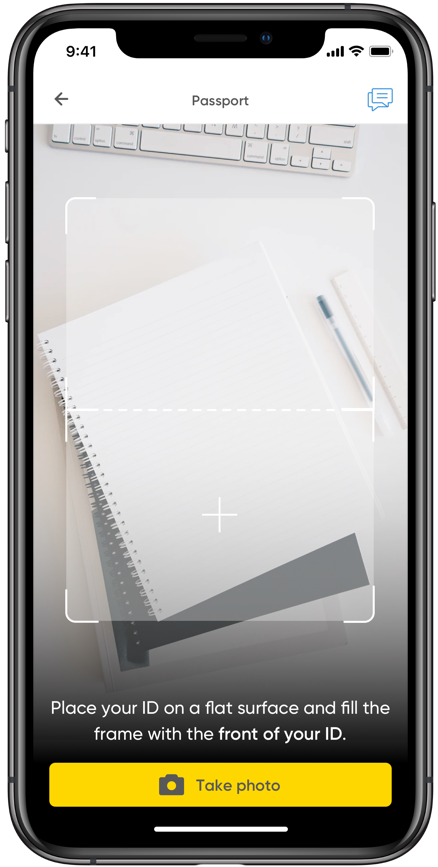 9:41
Passport
Place your ID on a flat surface and fill the
frame with the front of your ID.
Take photo